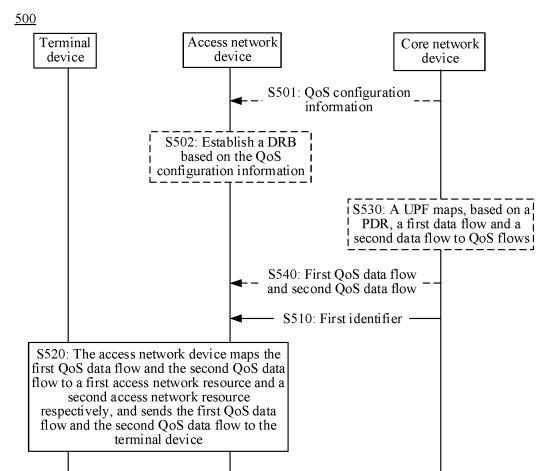 500
Terminal
device
Access network
device
Core network
device
S501: QoS configuration
information
S502: Establish a DRB
based on the QoS
configuration information
S530: A UPF maps, based on a
PDR, a first data flow and a
second data flow to QoS flows
S540: First QoS data flow
and second QoS data flow
S510: First identifier
S520: The access network device maps the
first QoS data flow and the second QoS data
flow to a first access network resource and a
second access network resource
respectively, and sends the first QoS data
flow and the second QoS data flow to the
terminal device